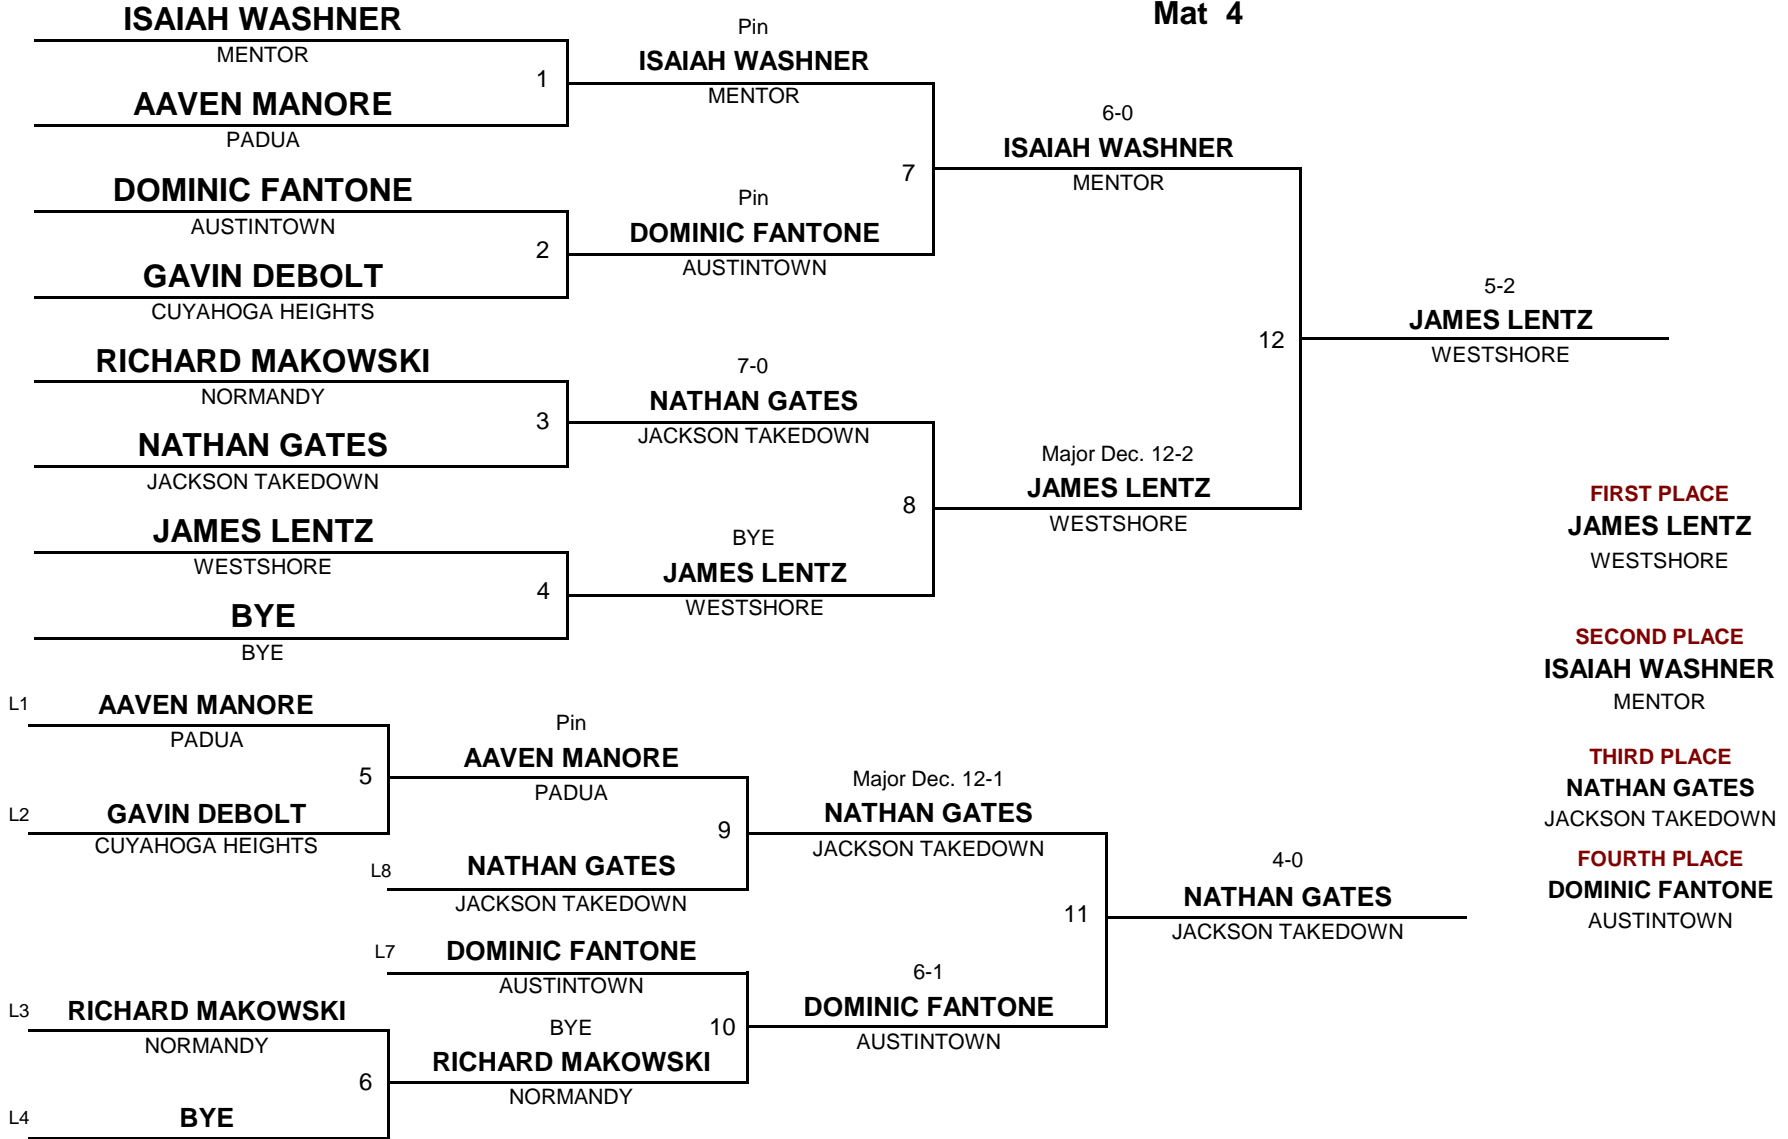 Mat 4
ISAIAH WASHNER
MENTOR
1
AAVEN MANORE
PADUA
DOMINIC FANTONE
AUSTINTOWN
2
GAVIN DEBOLT
CUYAHOGA HEIGHTS
RICHARD MAKOWSKI
NORMANDY
3
NATHAN GATES
JACKSON TAKEDOWN
JAMES LENTZ
WESTSHORE
4
BYE
BYE
Pin
ISAIAH WASHNER
MENTOR
7
Pin
DOMINIC FANTONE
AUSTINTOWN
7-0
NATHAN GATES
JACKSON TAKEDOWN
8
BYE
JAMES LENTZ
WESTSHORE
6-0
ISAIAH WASHNER
MENTOR
12
Major Dec. 12-2
JAMES LENTZ
WESTSHORE
5-2
JAMES LENTZ
WESTSHORE
L1
AAVEN MANORE
PADUA
5
L2
GAVIN DEBOLT
CUYAHOGA HEIGHTS
L3
RICHARD MAKOWSKI
NORMANDY
6
L4
BYE
Pin
AAVEN MANORE
PADUA
9
L8
NATHAN GATES
JACKSON TAKEDOWN
L7
DOMINIC FANTONE
AUSTINTOWN
10
BYE
RICHARD MAKOWSKI
NORMANDY
Major Dec. 12-1
NATHAN GATES
JACKSON TAKEDOWN
11
6-1
DOMINIC FANTONE
AUSTINTOWN
4-0
NATHAN GATES
JACKSON TAKEDOWN
FIRST PLACE
JAMES LENTZ
WESTSHORE
SECOND PLACE
ISAIAH WASHNER
MENTOR
THIRD PLACE
NATHAN GATES
JACKSON TAKEDOWN
FOURTH PLACE
DOMINIC FANTONE
AUSTINTOWN